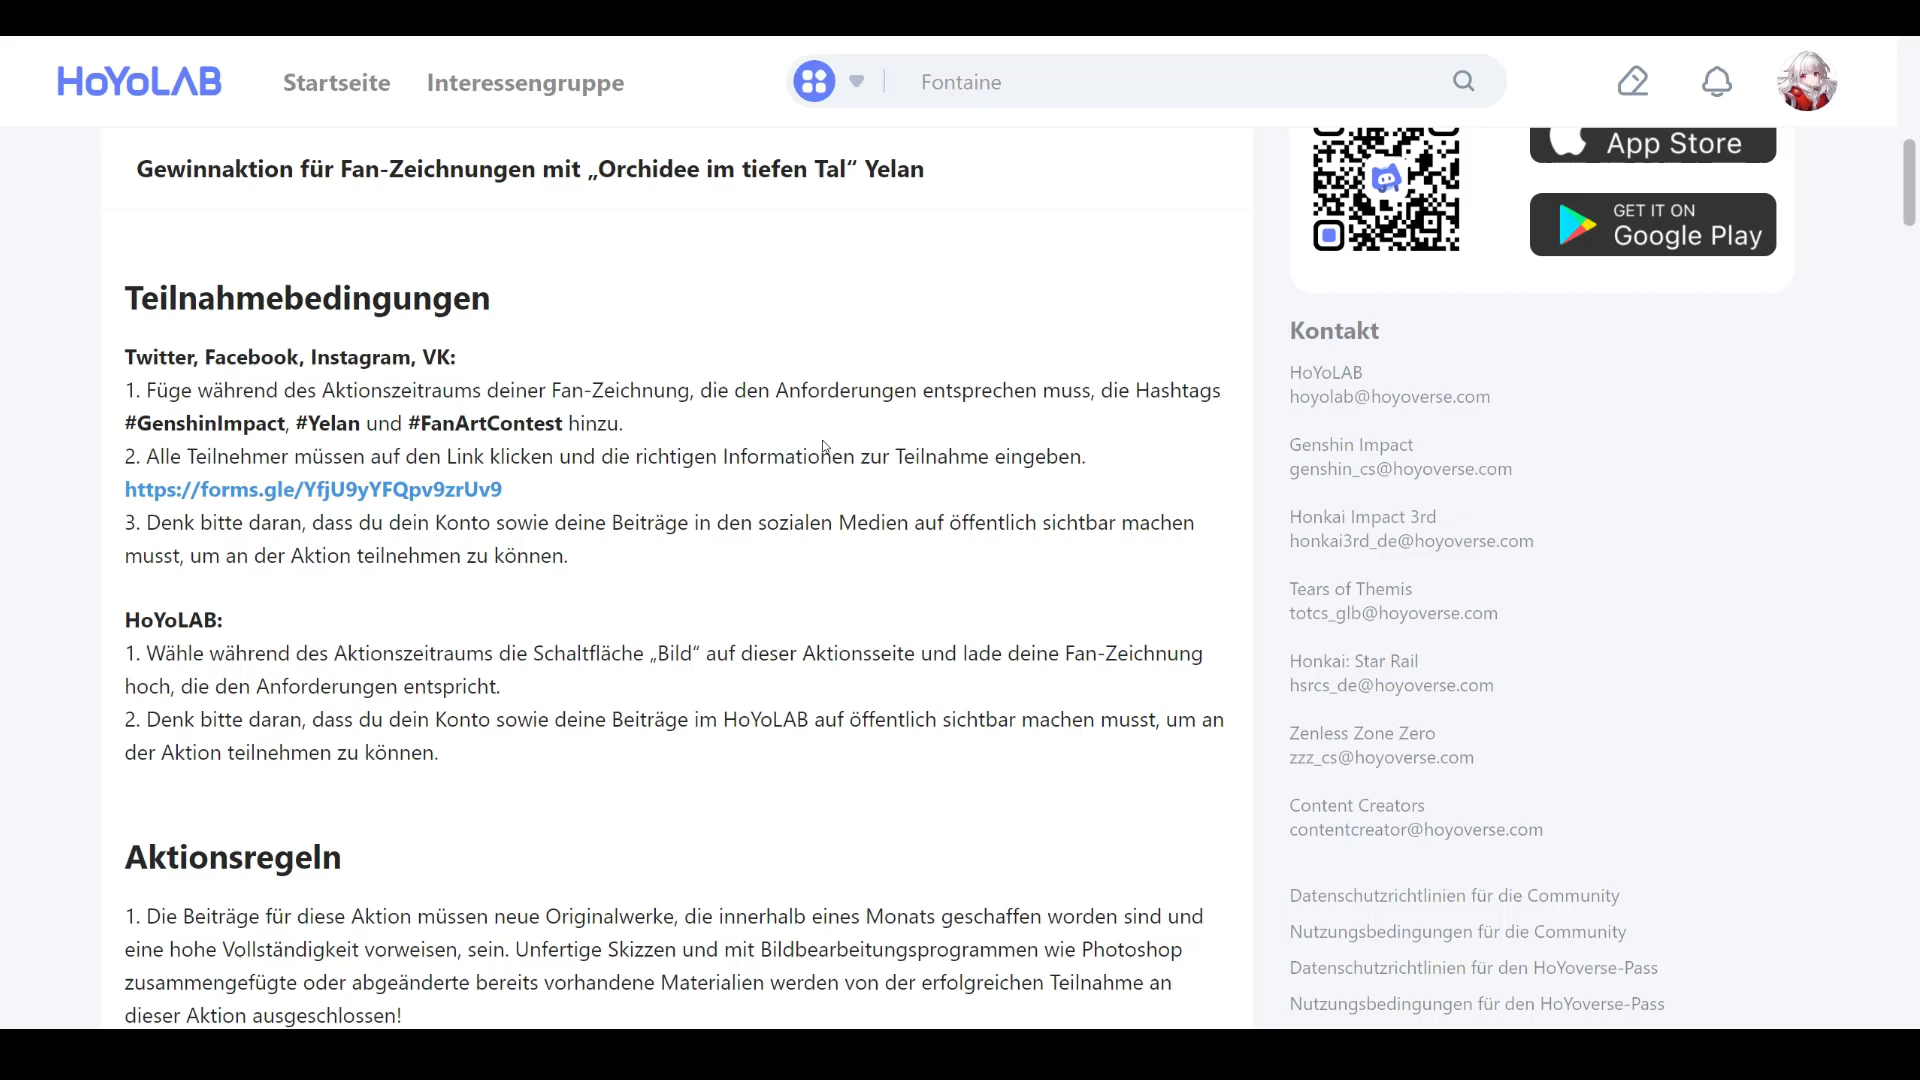 HoYoLAB
Startseite
Interessengruppe
Fontaine
Gewinnaktion für Fan-Zeichnungen mit „Orchidee im tiefen Tal“ Yelan
Teilnahmebedingungen
Twitter, Facebook, Instagram, VK:
1. Füge während des Aktionszeitraums deiner Fan-Zeichnung, die den Anforderungen entsprechen muss, die Hashtags
#GenshinImpact, #Yelan und #FanArtContest hinzu.
2. Alle Teilnehmer müssen auf den Link klicken und die richtigen Informationen zur Teilnahme eingeben.
https://forms.gle/YfjU9yYFQpv9zrUv9
3. Denk bitte daran, dass du dein Konto sowie deine Beiträge in den sozialen Medien auf öffentlich sichtbar machen
musst, um an der Aktion teilnehmen zu können.
HoYoLAB:
1. Wähle während des Aktionszeitraums die Schaltfläche „Bild“ auf dieser Aktionsseite und lade deine Fan-Zeichnung
hoch, die den Anforderungen entspricht.
2. Denk bitte daran, dass du dein Konto sowie deine Beiträge im HoYoLAB auf öffentlich sichtbar machen musst, um an
der Aktion teilnehmen zu können.
Aktionsregeln
1. Die Beiträge für diese Aktion müssen neue Originalwerke, die innerhalb eines Monats geschaffen worden sind und
eine hohe Vollständigkeit vorweisen, sein. Unfertige Skizzen und mit Bildbearbeitungsprogrammen wie Photoshop
zusammengefügte oder abgeänderte bereits vorhandene Materialien werden von der erfolgreichen Teilnahme an
dieser Aktion ausgeschlossen!
App Store
GET IT ON
Google Play
Kontakt
HoYoLAB
hoyolab@hoyoverse.com
Genshin Impact
genshin_cs@hoyoverse.com
Honkai Impact 3rd
honkai3rd_de@hoyoverse.com
Tears of Themis
totcs_glb@hoyoverse.com
Honkai: Star Rail
hsrcs_de@hoyoverse.com
Zenless Zone Zero
zzz_cs@hoyoverse.com
Content Creators
contentcreator@hoyoverse.com
Datenschutzrichtlinien für die Community
Nutzungsbedingungen für die Community
Datenschutzrichtlinien für den HoYoverse-Pass
Nutzungsbedingungen für den HoYoverse-Pass